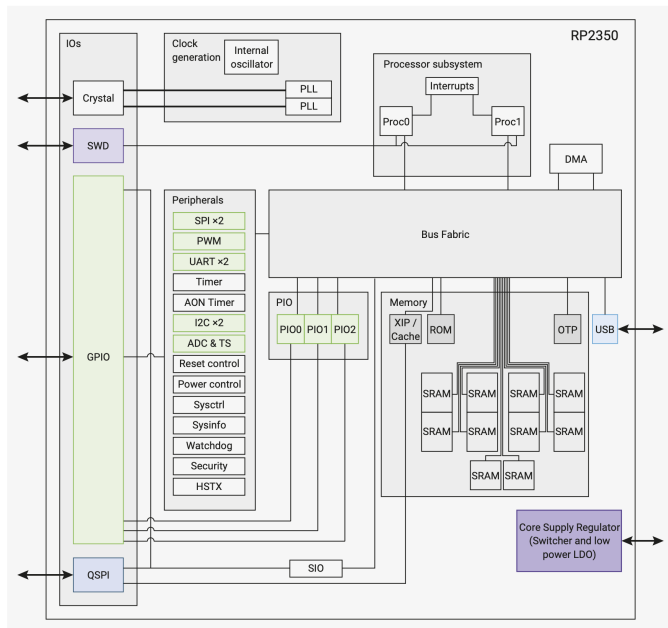 RP2350
IOs
Clock
generation
Internal
oscillator
PLL
PLL
Crystal
SWD
GPIO
QSPI
Processor subsystem
Interrupts
Proc0
Proc1
DMA
Bus Fabric
Peripherals
SPI ×2
PWM
UART ×2
Timer
AON Timer
I2C ×2
ADC & TS
Reset control
Power control
Sysctrl
Sysinfo
Watchdog
Security
HSTX
PIO
PIO0
PIO1
PIO2
Memory
XIP /
Cache
ROM
OTP
USB
SRAM
SRAM
SRAM
SRAM
SRAM
SRAM
SRAM
SRAM
SRAM
SRAM
SIO
Core Supply Regulator
(Switcher and low
power LDO)